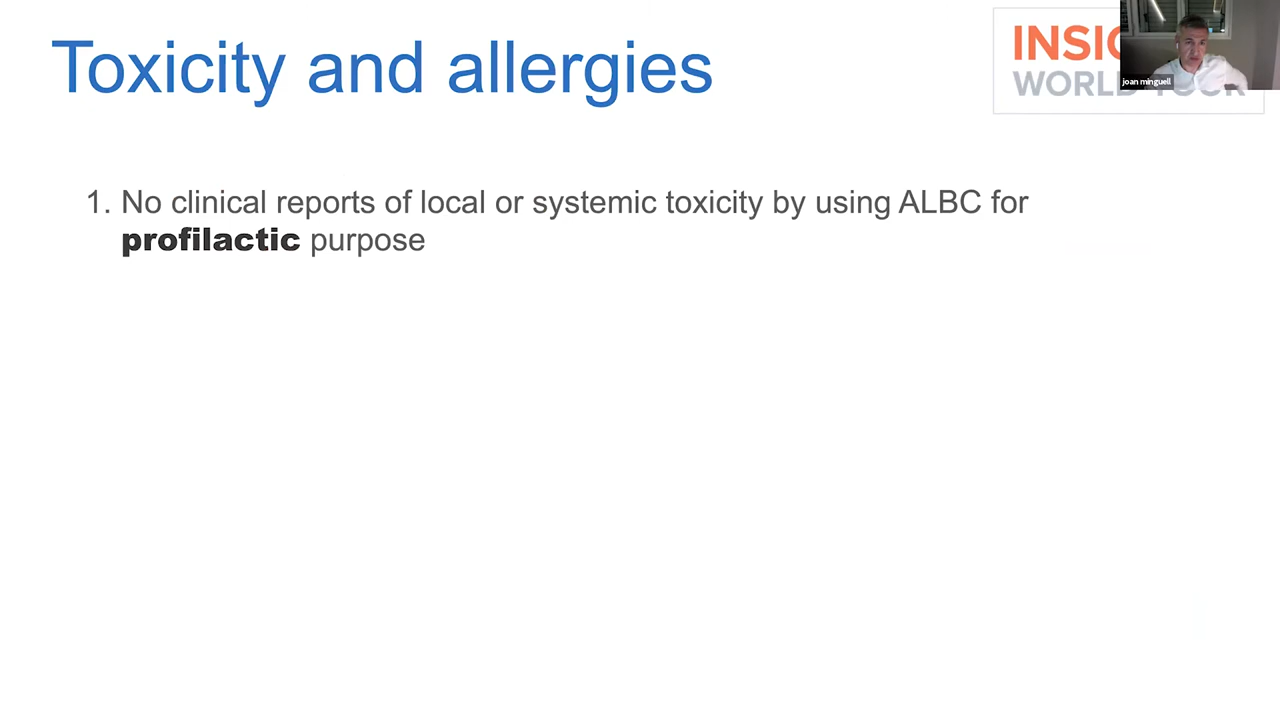 Toxicity and allergies
INSI
WORLD
joan minguell
1. No clinical reports of local or systemic toxicity by using ALBC for
profilactic purpose